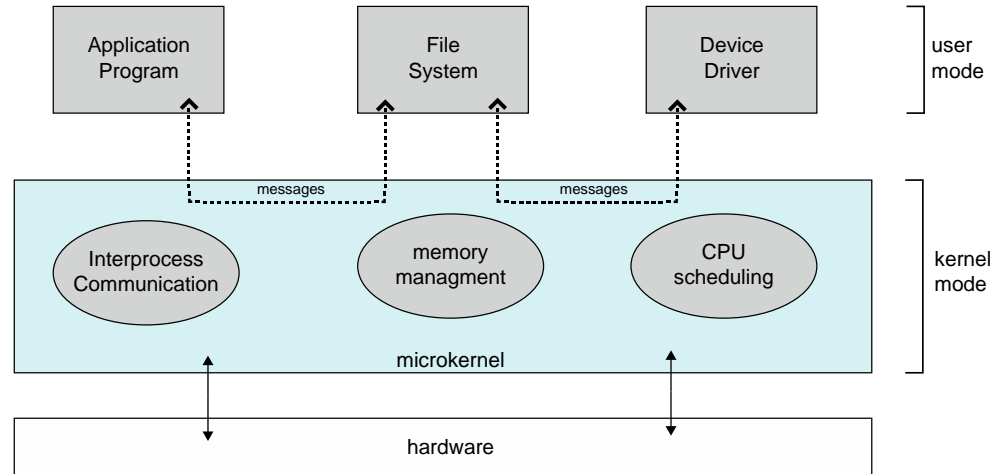 Application
Program
File
System
Device
Driver
user
mode
messages
messages
Interprocess
Communication
memory
managment
CPU
scheduling
kernel
mode
microkernel
hardware